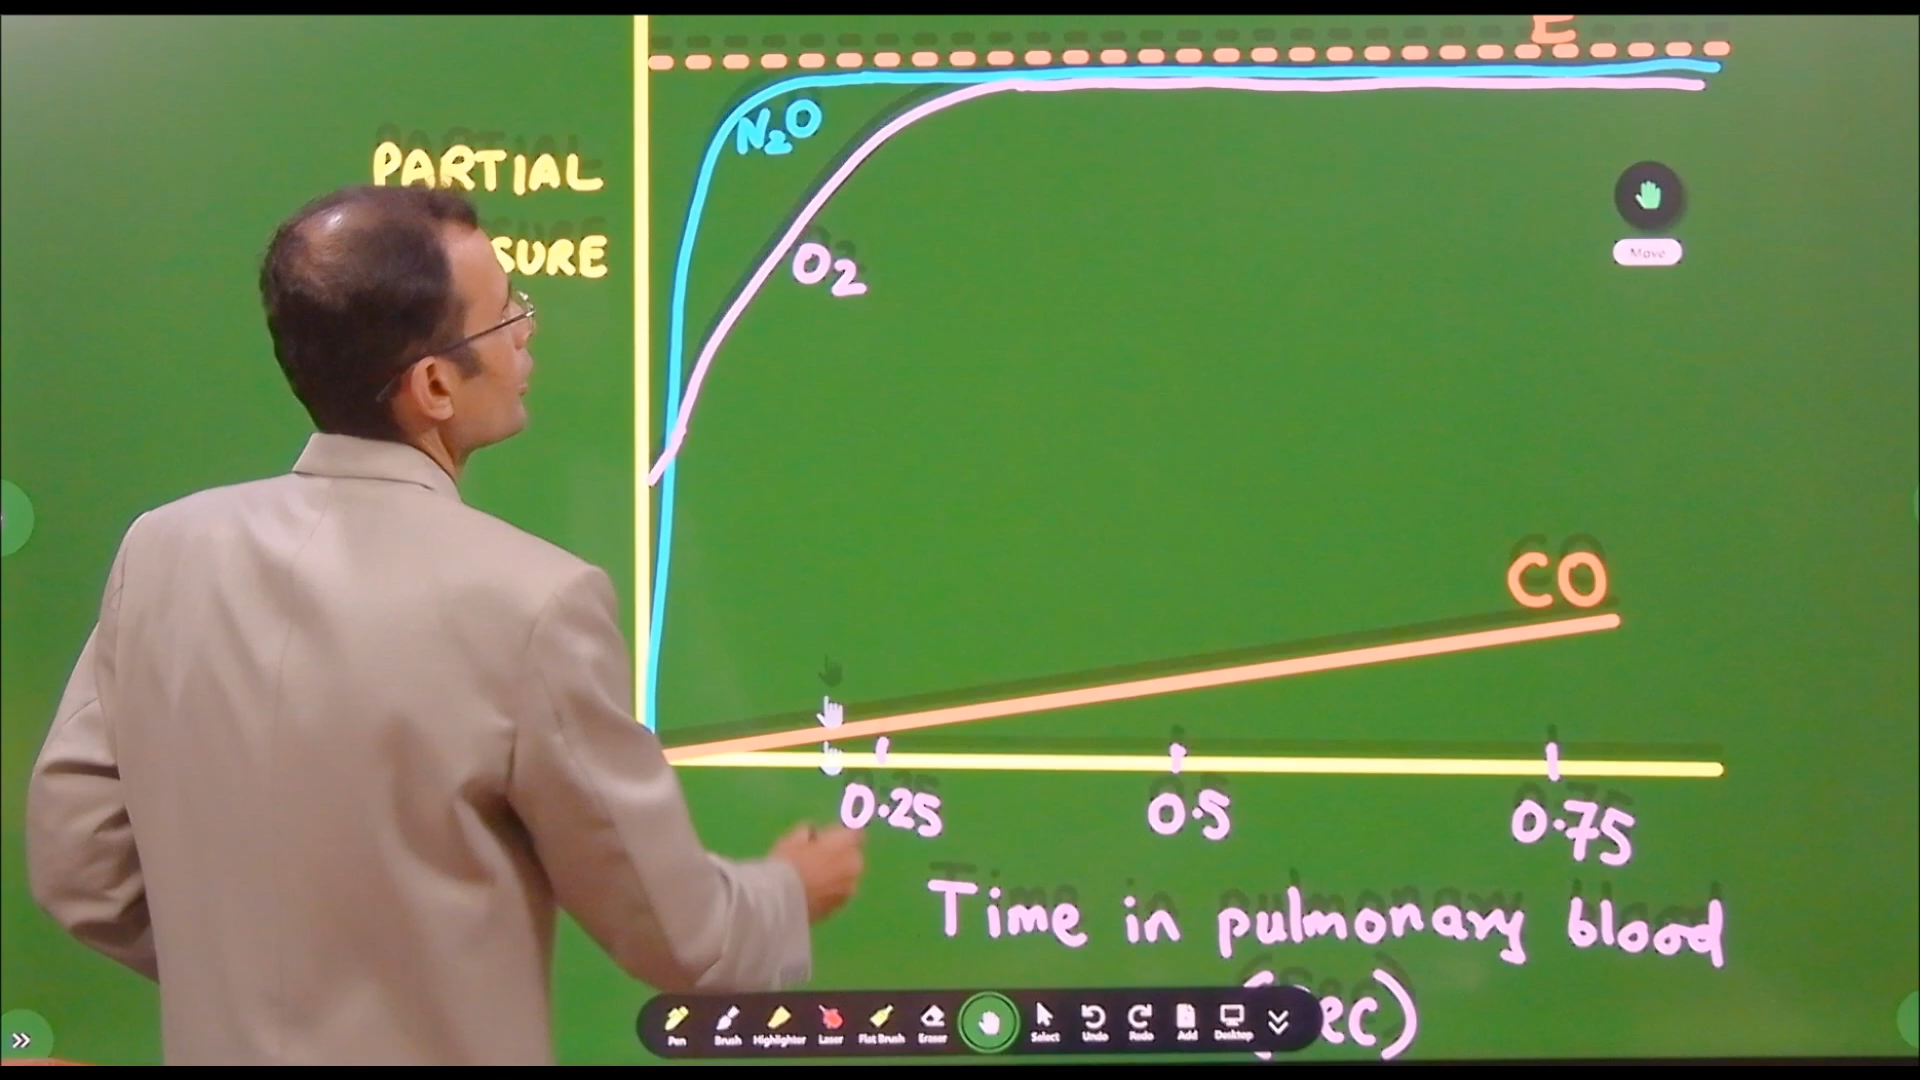 E
N₂O
PARTIAL
SURE
O₂
Move
CO
0.25 0.5 0.75
Time in pulmonary blood
Pen Brush Highlighter Laser Flat Brush Eraser Select Undo Redo Add Desktop